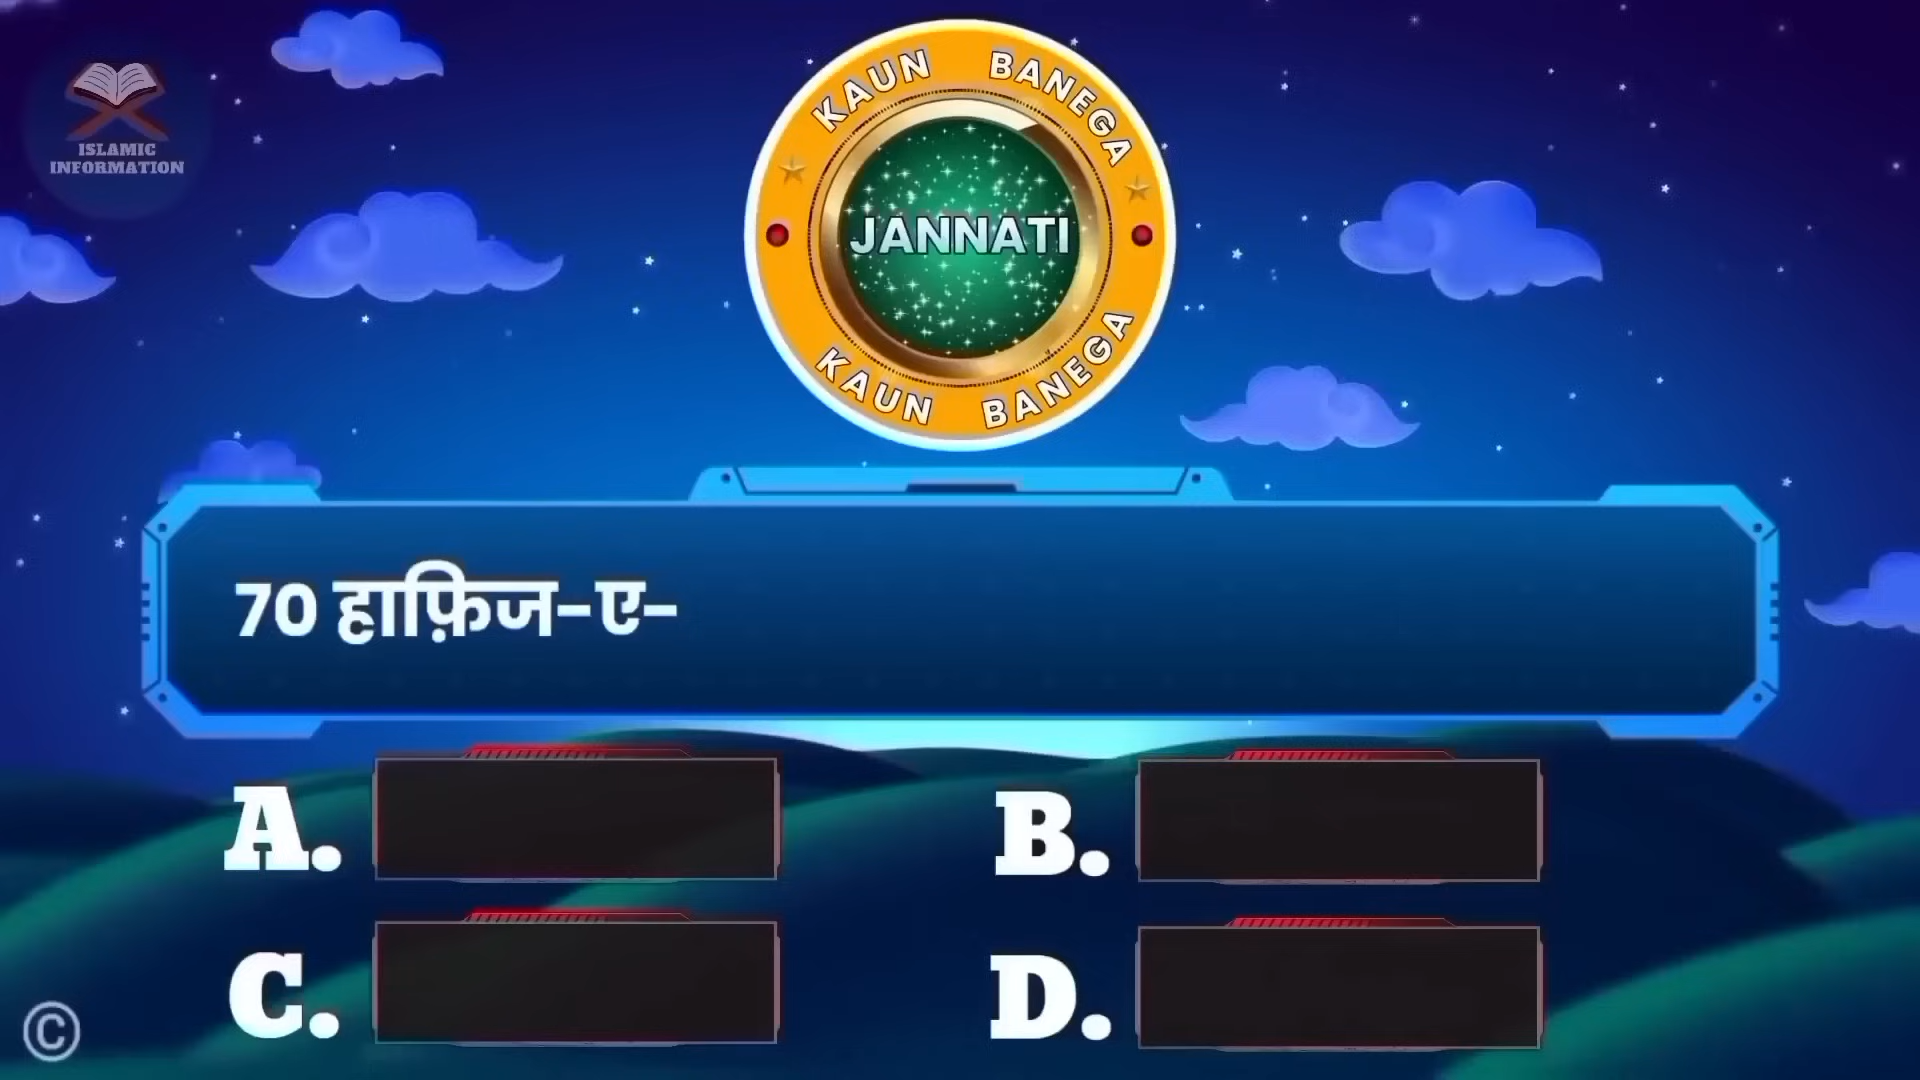 ISLAMIC
INFORMATION
KAUN BANEGA
JANNATI
KAUN BANEGA
70 हाफ़िज-ए-
A.
B.
C.
D.
©